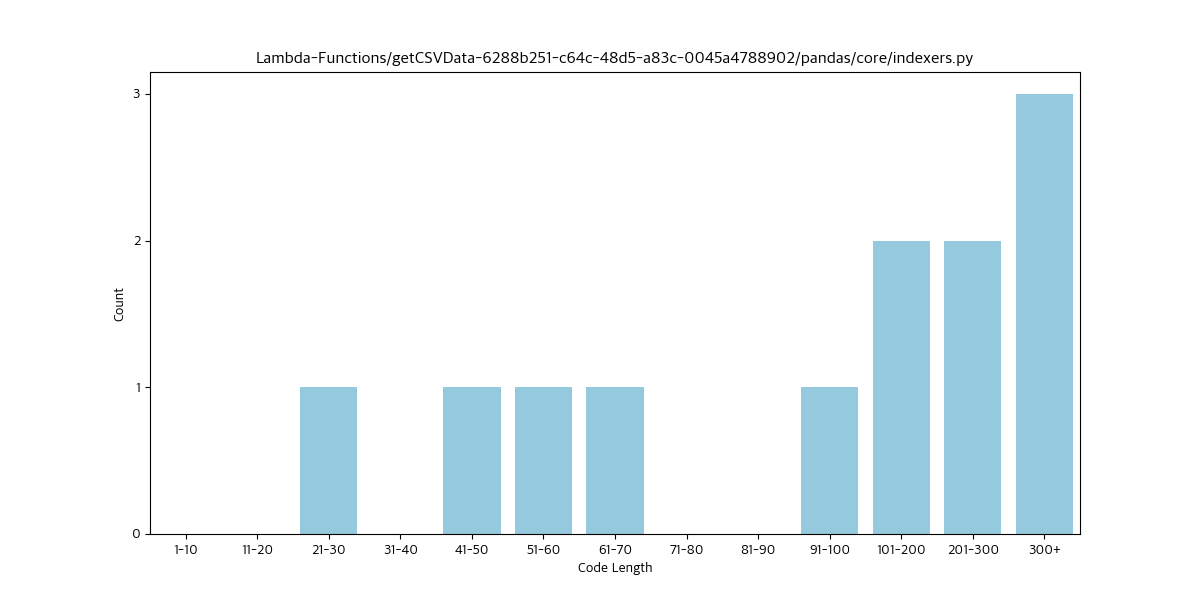 Lambda-Functions/getCSVData-6288b251-c64c-48d5-a83c-0045a4788902/pandas/core/indexers.py
3
2
1
0
Count
1-10 11-20 21-30 31-40 41-50 51-60 61-70 71-80 81-90 91-100 101-200 201-300 300+
Code Length